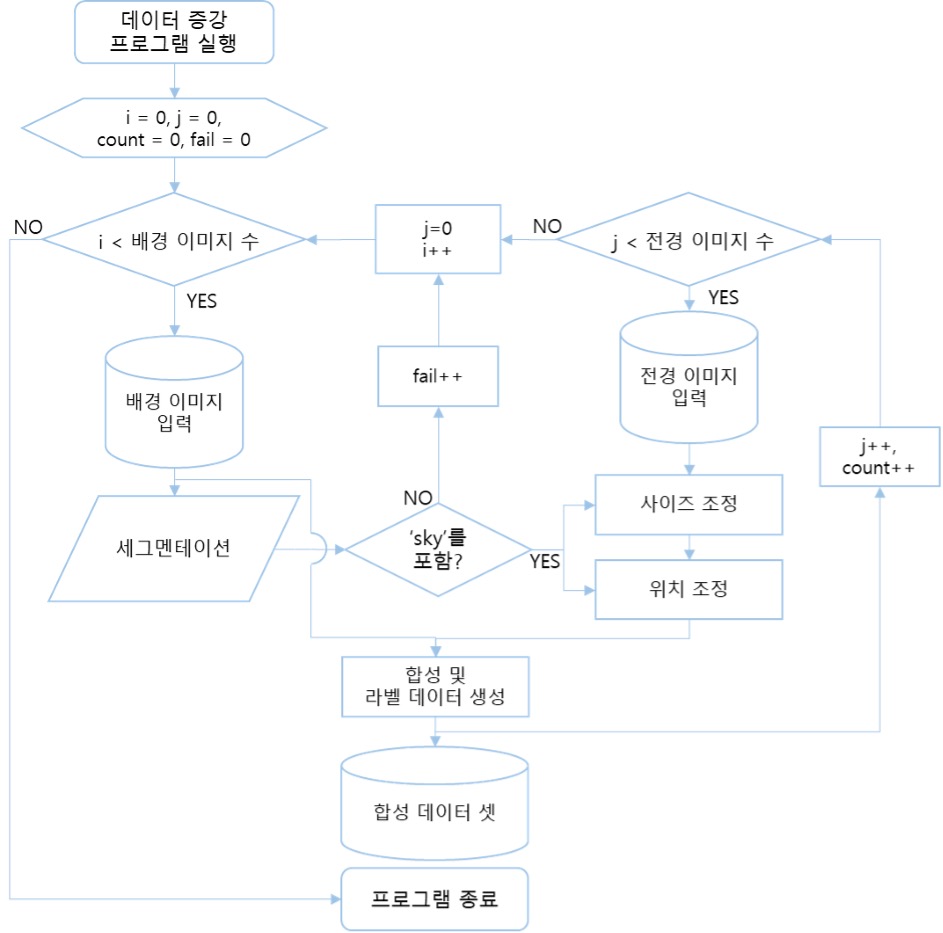 데이터 증강
프로그램 실행
i = 0, j = 0,
count = 0, fail = 0
NO
i < 배경 이미지 수
YES
j=0
i++
NO
j < 전경 이미지 수
YES
배경 이미지
입력
fail++
전경 이미지
입력
j++,
count++
세그멘테이션
NO
'sky'를
포함?
YES
사이즈 조정
위치 조정
합성 및
라벨 데이터 생성
합성 데이터 셋
프로그램 종료